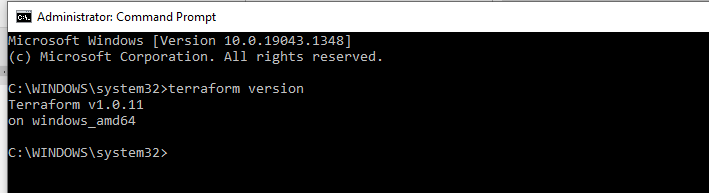 Administrator: Command Prompt
Microsoft Windows [Version 10.0.19043.1348]
(c) Microsoft Corporation. All rights reserved.
C:\WINDOWS\system32>terraform version
Terraform v1.0.11
on windows_amd64
C:\WINDOWS\system32>